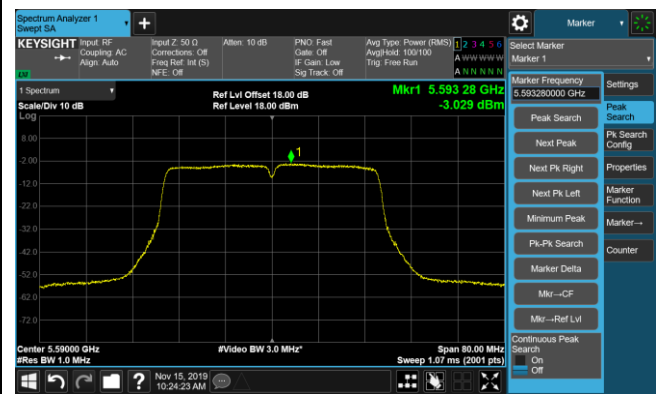 Spectrum Analyzer 1
Swept SA
Marker
KEYSIGHT
Input: RF
Coupling: AC
Align: Auto
Input Z: 50 Ω
Corrections: Off
Freq Ref: Int (S)
NFE: Off
Atten: 10 dB
PNO: Fast
Gate: Off
IF Gain: Low
Sig Track: Off
Avg Type: Power (RMS)
Avg|Hold: 100/100
Trig: Free Run
1 2 3 4 5 6
A W W W W W
A N N N N N
LXI
Select Marker
Marker 1
1 Spectrum
Scale/Div 10 dB
Log
Ref Lvl Offset 18.00 dB
Ref Level 18.00 dBm
Mkr1 5.593 28 GHz
-3.029 dBm
1
8.00
-2.00
-12.0
-22.0
-32.0
-42.0
-52.0
-62.0
-72.0
Center 5.59000 GHz
#Res BW 1.0 MHz
#Video BW 3.0 MHz*
Span 80.00 MHz
Sweep 1.07 ms (2001 pts)
Marker Frequency
5.593280000 GHz
Peak Search
Next Peak
Next Pk Right
Next Pk Left
Minimum Peak
Pk-Pk Search
Marker Delta
Mkr→CF
Mkr→Ref Lvl
Continuous Peak
Search
On
Off
Settings
Peak
Search
Pk Search
Config
Properties
Marker
Function
Marker→
Counter
Nov 15, 2019
10:24:23 AM